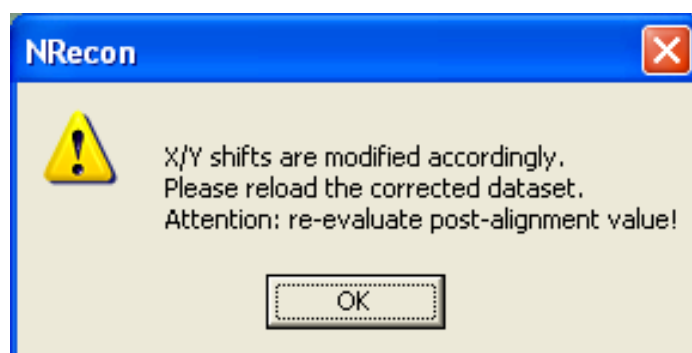 NRecon
X/Y shifts are modified accordingly.
Please reload the corrected dataset.
Attention: re-evaluate post-alignment value!
OK